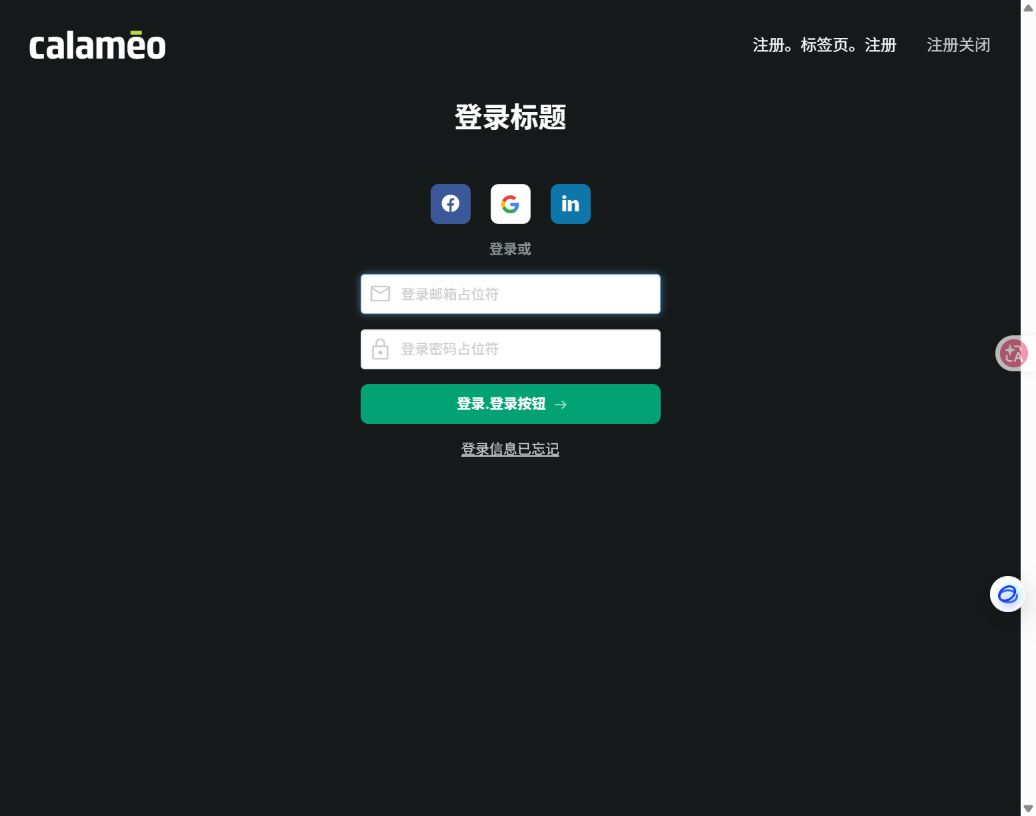 calamēo
注册。标签页。注册 注册关闭
登录标题
登录或
登录邮箱占位符
登录密码占位符
登录.登录按钮 →
登录信息已忘记